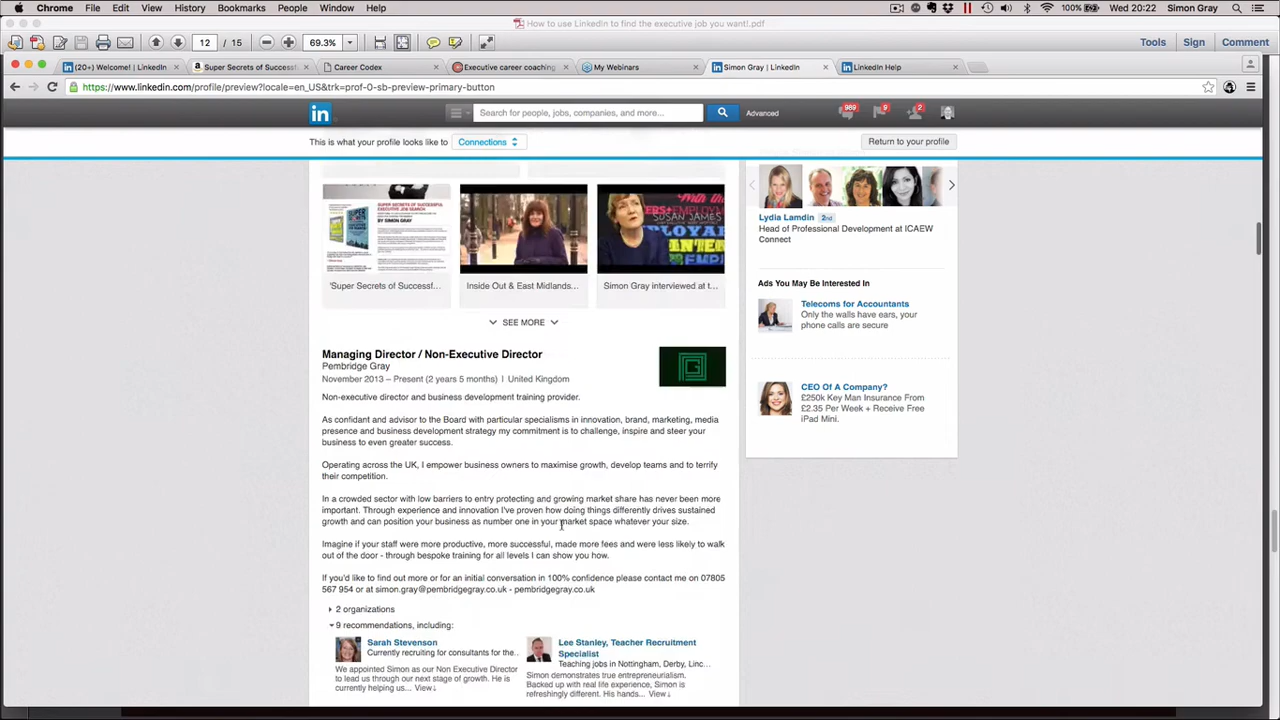 Chrome File Edit View History Bookmarks People Window Help 100% Wed 20:22 Simon Gray
How to use LinkedIn to find the executive job you want!.pdf
12 / 15 69.3% Tools Sign Comment
(20+) Welcome! | LinkedIn
Super Secrets of Successf
Career Codex
Executive career coaching
My Webinars
Simon Gray | LinkedIn
LinkedIn Help
https://www.linkedin.com/profile/preview?locale=en_US&trk=prof-0-sb-preview-primary-button
in Search for people, jobs, companies, and more... Advanced 989 9 2
This is what your profile looks like to Connections Return to your profile
'Super Secrets of Successf...
Inside Out & East Midlands...
Simon Gray interviewed at t...
SEE MORE
Managing Director / Non-Executive Director
Pembridge Gray
November 2013 – Present (2 years 5 months) | United Kingdom
Non-executive director and business development training provider.
As confidant and advisor to the Board with particular specialisms in innovation, brand, marketing, media
presence and business development strategy my commitment is to challenge, inspire and steer your
business to even greater success.
Operating across the UK, I empower business owners to maximise growth, develop teams and to terrify
their competition.
In a crowded sector with low barriers to entry protecting and growing market share has never been more
important. Through experience and innovation I've proven how doing things differently drives sustained
growth and can position your business as number one in your market space whatever your size.
Imagine if your staff were more productive, more successful, made more fees and were less likely to walk
out of the door - through bespoke training for all levels I can show you how.
If you'd like to find out more or for an initial conversation in 100% confidence please contact me on 07805
567 954 or at simon.gray@pembridgegray.co.uk - pembridgegray.co.uk
2 organizations
9 recommendations, including:
Sarah Stevenson
Currently recruiting for consultants for the..
We appointed Simon as our Non Executive Director
to lead us through our next stage of growth. He is
currently helping us... View↓
Lee Stanley, Teacher Recruitment
Specialist
Teaching jobs in Nottingham, Derby, Linc...
Simon demonstrates true entrepreneurialism.
Backed up with real life experience, Simon is
refreshingly different. His hands... View↓
Lydia Lamdin 2nd
Head of Professional Development at ICAEW
Connect
Ads You May Be Interested In
Telecoms for Accountants
Only the walls have ears, your
phone calls are secure
CEO Of A Company?
£250k Key Man Insurance From
£2.35 Per Week + Receive Free
iPad Mini.